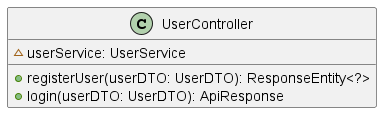 C UserController
userService: UserService
registerUser(userDTO: UserDTO): ResponseEntity<?>
login(userDTO: UserDTO): ApiResponse